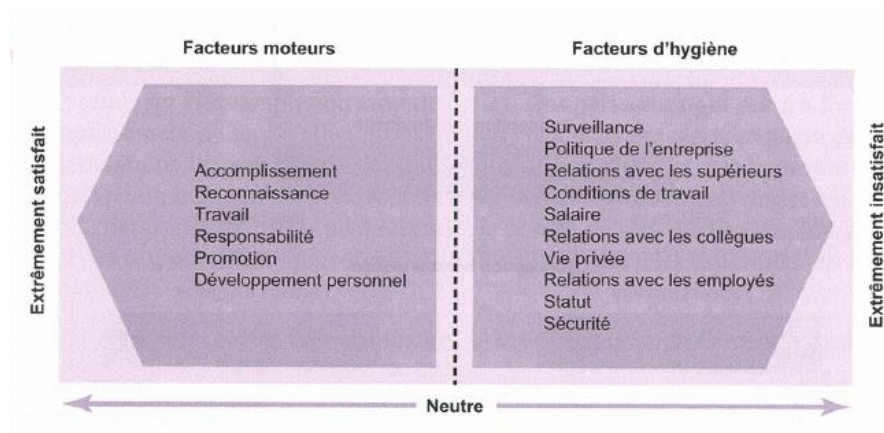 Facteurs moteurs
Facteurs d'hygiène
Extrêmement satisfait
Accomplissement
Reconnaissance
Travail
Responsabilité
Promotion
Développement personnel
Surveillance
Politique de l'entreprise
Relations avec les supérieurs
Conditions de travail
Salaire
Relations avec les collègues
Vie privée
Relations avec les employés
Statut
Sécurité
Extrêmement insatisfait
Neutre